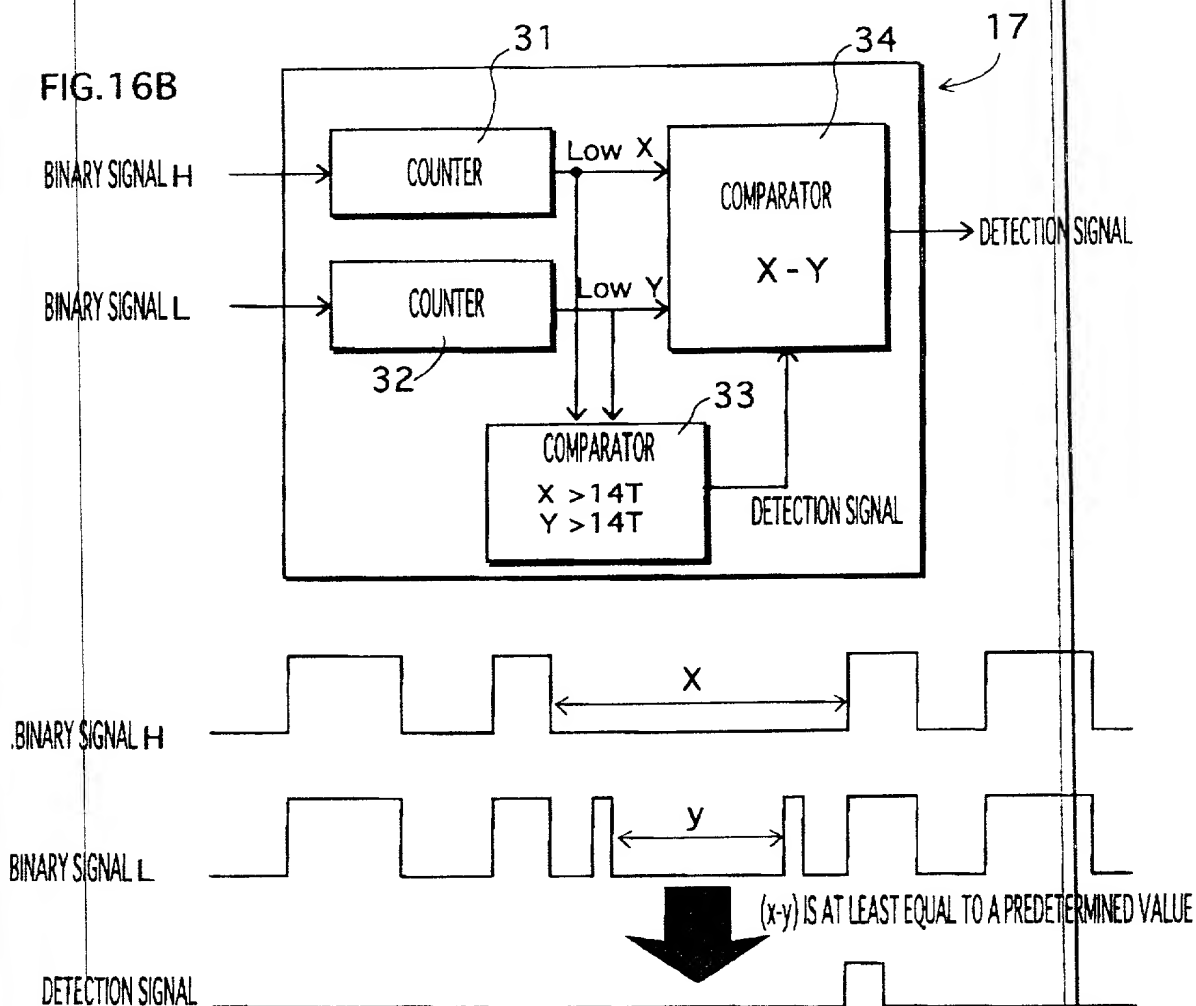 FIG.16B
31
34
17
BINARY SIGNAL H
COUNTER
Low X
COMPARATOR
X - Y
DETECTION SIGNAL
BINARY SIGNAL L
COUNTER
Low Y
32
33
COMPARATOR
X >14T
Y >14T
DETECTION SIGNAL
X
.BINARY SIGNAL H
y
BINARY SIGNAL L
(x-y) IS AT LEAST EQUAL TO A PREDETERMINED VALUE
DETECTION SIGNAL